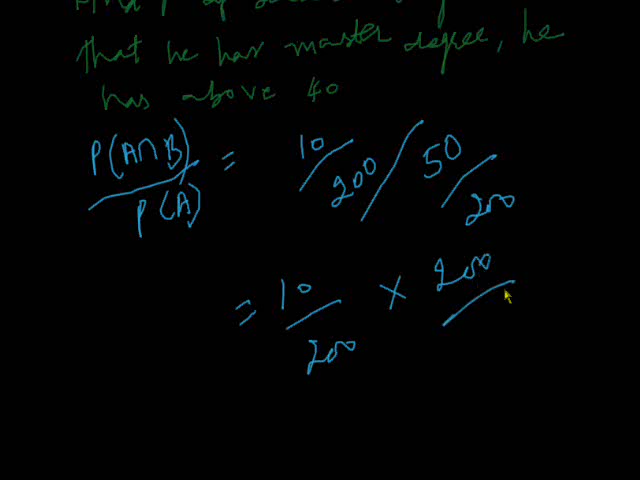 that he has master degree, he
has above 40
P(A∩B)/P(A) = 10/200 / 50/200
= 10/200 × 200